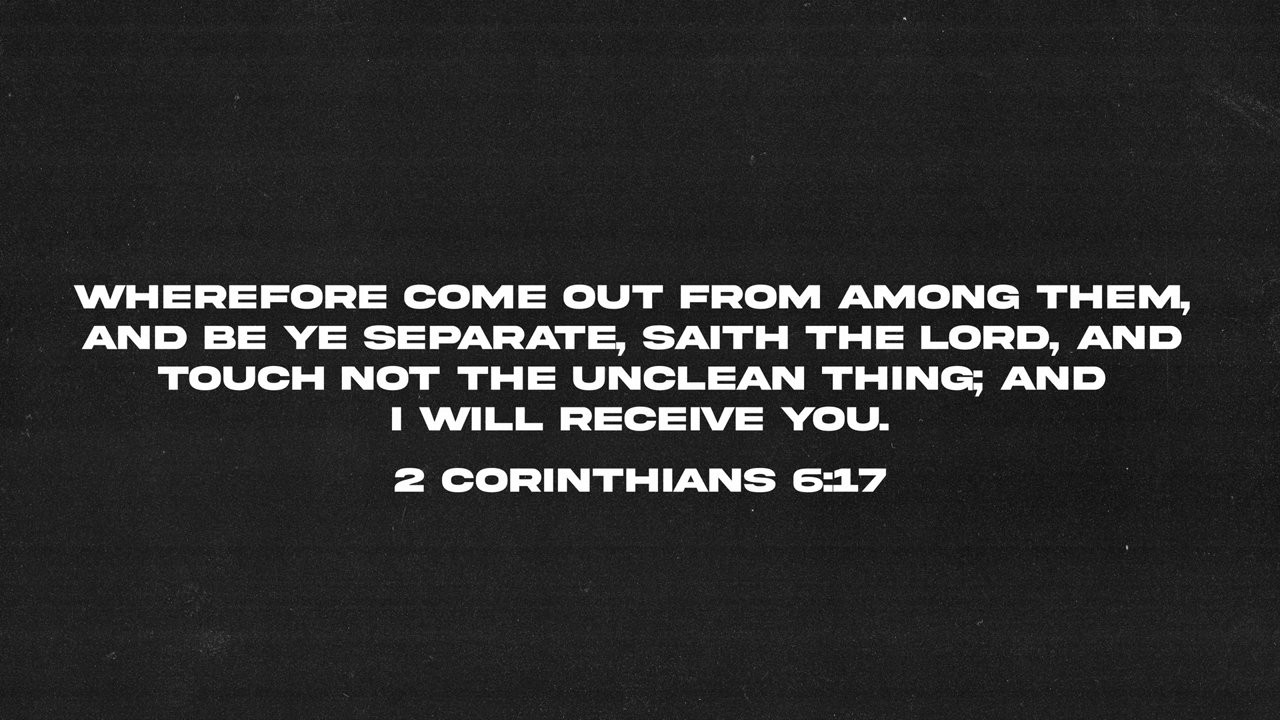 WHEREFORE COME OUT FROM AMONG THEM,
AND BE YE SEPARATE, SAITH THE LORD, AND
TOUCH NOT THE UNCLEAN THING; AND
I WILL RECEIVE YOU.
2 CORINTHIANS 6:17